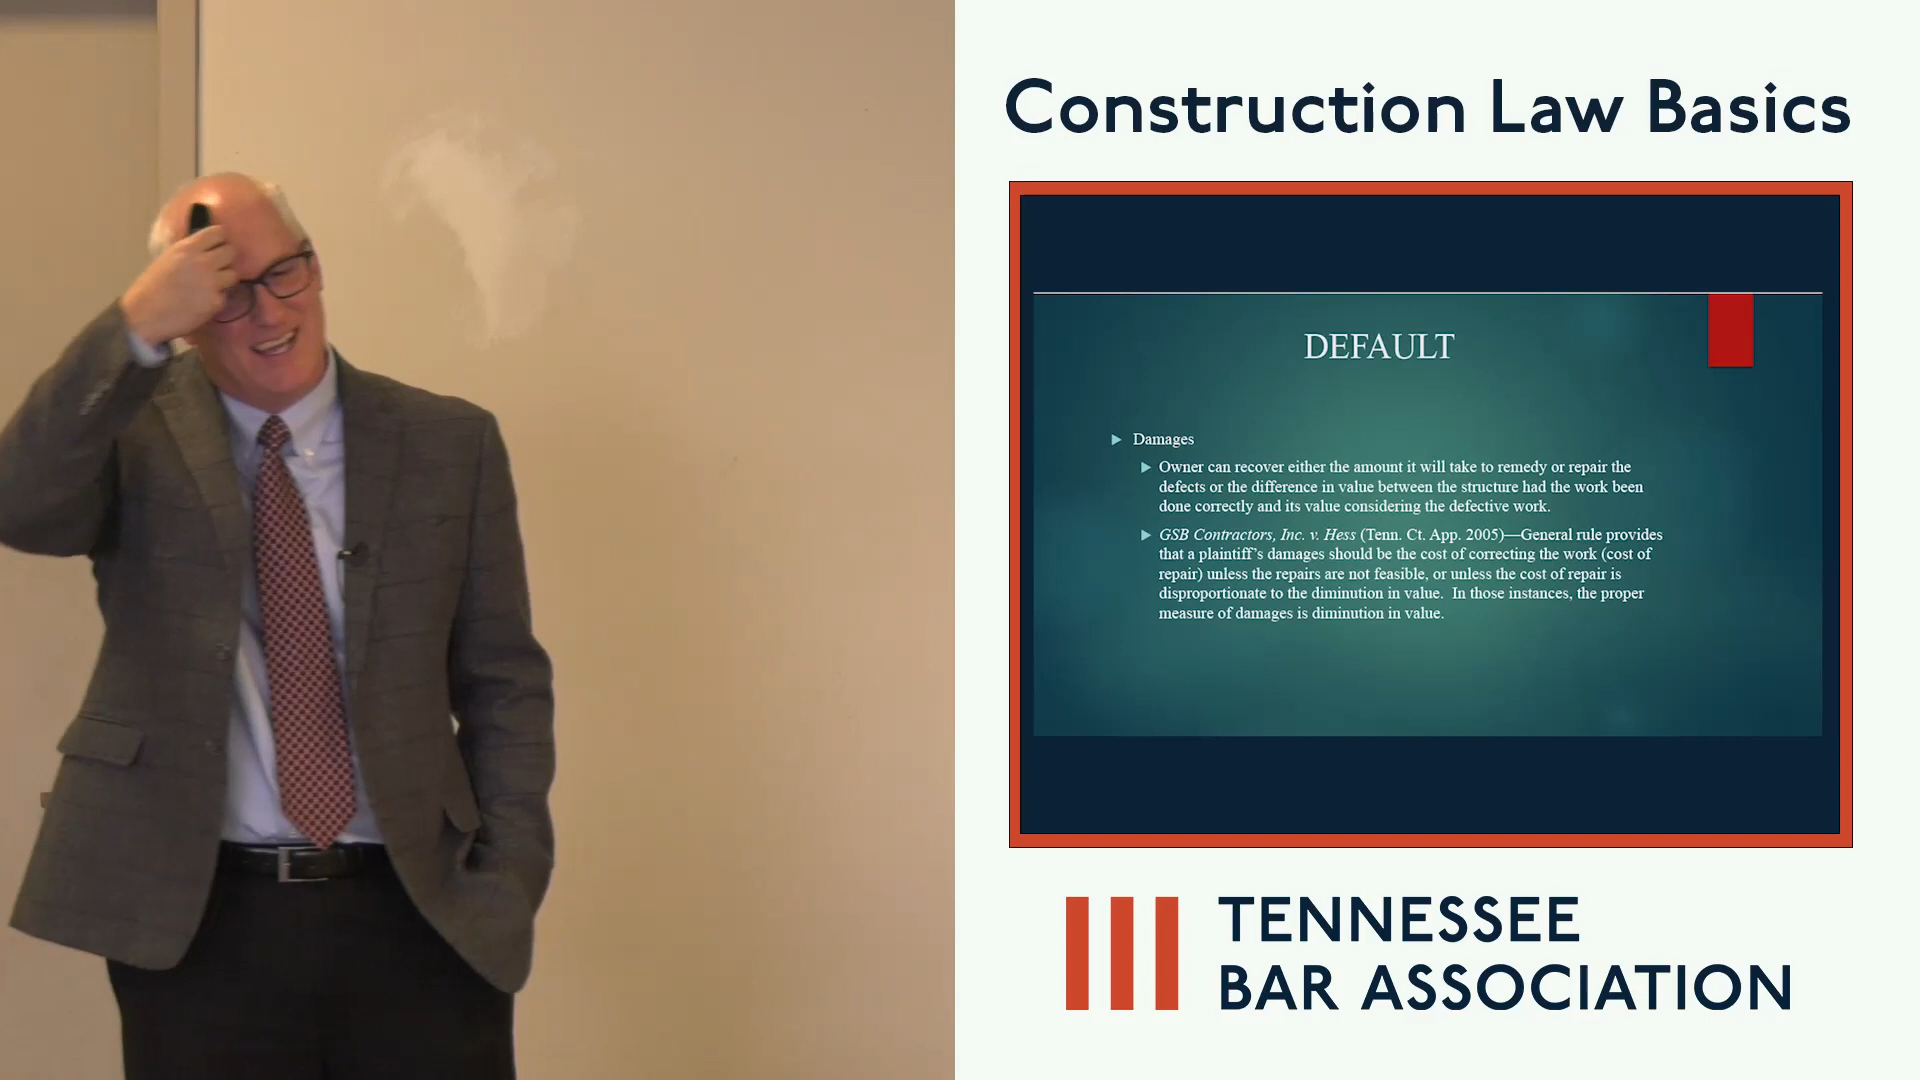 Construction Law Basics
DEFAULT
Damages
Owner can recover either the amount it will take to remedy or repair the
defects or the difference in value between the structure had the work been
done correctly and its value considering the defective work.
GSB Contractors, Inc. v. Hess (Tenn. Ct. App. 2005)—General rule provides
that a plaintiff’s damages should be the cost of correcting the work (cost of
repair) unless the repairs are not feasible, or unless the cost of repair is
disproportionate to the diminution in value.  In those instances, the proper
measure of damages is diminution in value.
TENNESSEE
BAR ASSOCIATION